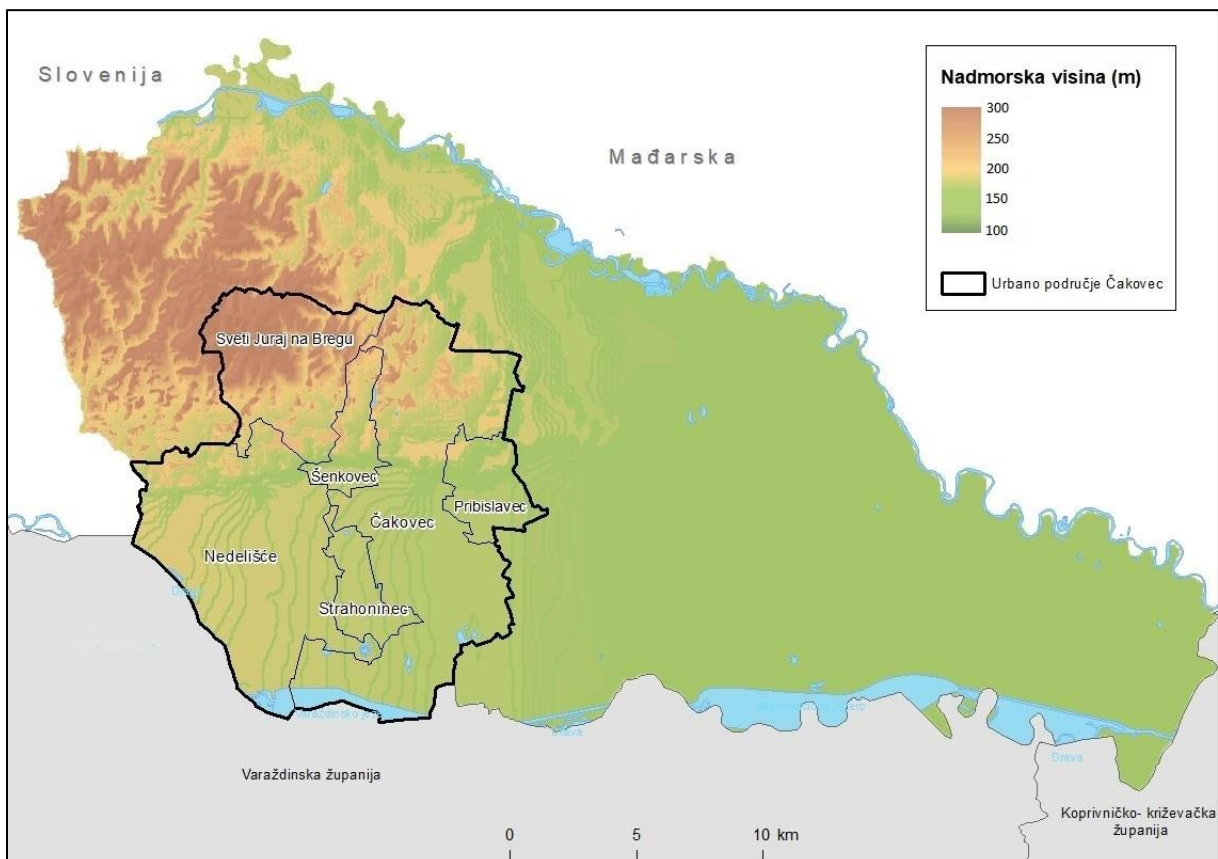 Slovenija
Mađarska
Nadmorska visina (m)
300
250
200
150
100
Urbano područje Čakovec
Sveti Juraj na Bregu
Šenkovec
Pribislavec
Čakovec
Nedelišće
Strahoninec
Drava
Drava
Drava
Varaždinska županija
Koprivničko- križevačka
županija
0 5 10 km